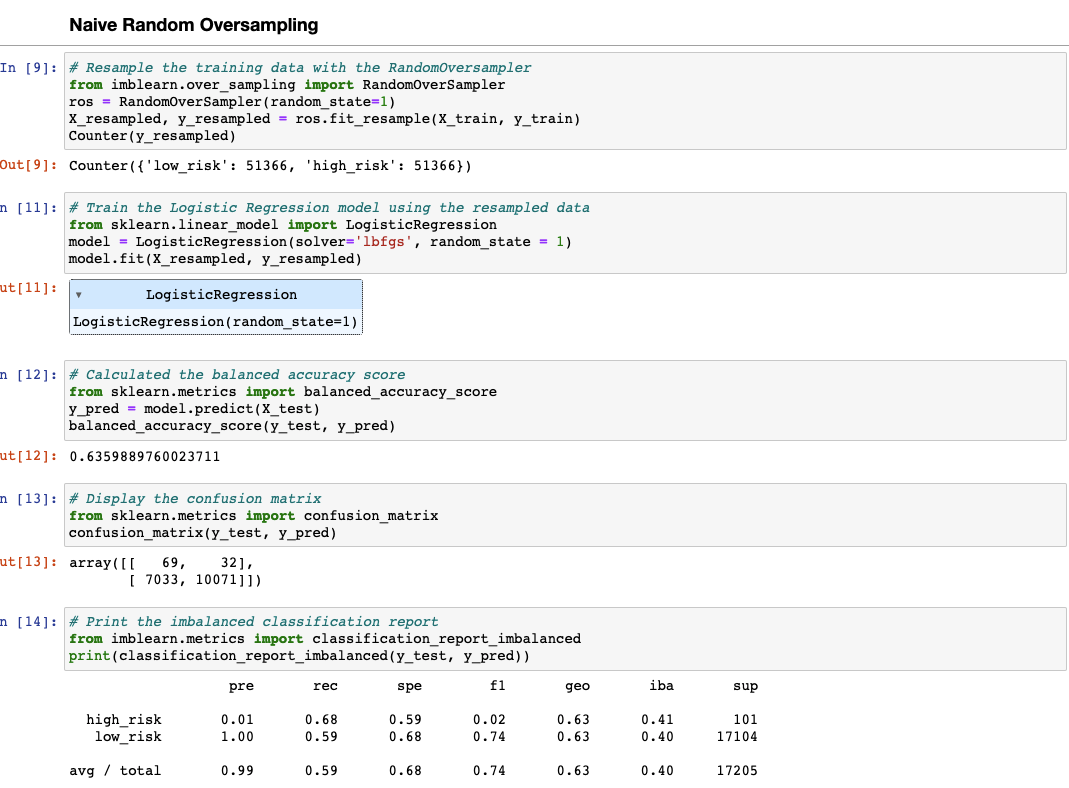 Naive Random Oversampling
In [9]: # Resample the training data with the RandomOversampler
from imblearn.over_sampling import RandomOverSampler
ros = RandomOverSampler(random_state=1)
X_resampled, y_resampled = ros.fit_resample(X_train, y_train)
Counter(y_resampled)
Out[9]: Counter({'low_risk': 51366, 'high_risk': 51366})
n [11]: # Train the Logistic Regression model using the resampled data
from sklearn.linear_model import LogisticRegression
model = LogisticRegression(solver='lbfgs', random_state = 1)
model.fit(X_resampled, y_resampled)
ut[11]: ▾ LogisticRegression
LogisticRegression(random_state=1)
n [12]: # Calculated the balanced accuracy score
from sklearn.metrics import balanced_accuracy_score
y_pred = model.predict(X_test)
balanced_accuracy_score(y_test, y_pred)
ut[12]: 0.6359889760023711
n [13]: # Display the confusion matrix
from sklearn.metrics import confusion_matrix
confusion_matrix(y_test, y_pred)
ut[13]: array([[   69,    32],
[ 7033, 10071]])
n [14]: # Print the imbalanced classification report
from imblearn.metrics import classification_report_imbalanced
print(classification_report_imbalanced(y_test, y_pred))
pre rec spe f1 geo iba sup
high_risk 0.01 0.68 0.59 0.02 0.63 0.41 101
low_risk 1.00 0.59 0.68 0.74 0.63 0.40 17104
avg / total 0.99 0.59 0.68 0.74 0.63 0.40 17205